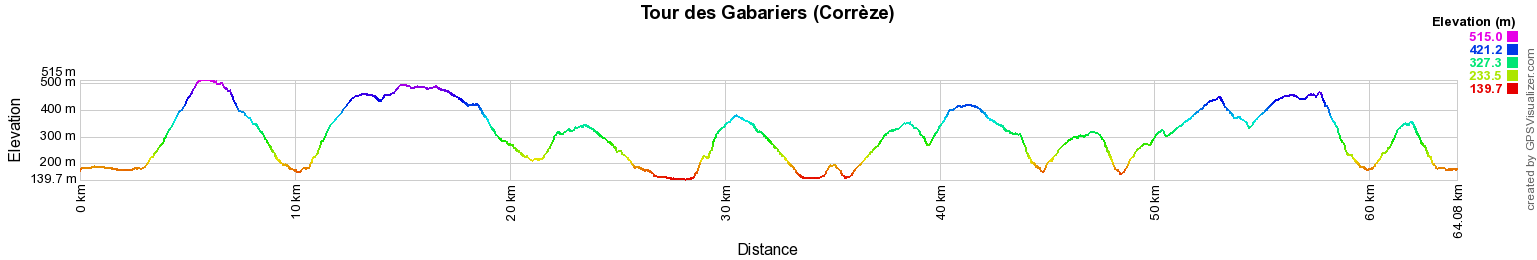 Tour des Gabariers (Corrèze)
Elevation (m)
515.0
421.2
327.3
233.5
139.7
515 m
500 m
400 m
300 m
200 m
139.7 m
Elevation
0 km
10 km
20 km
30 km
40 km
50 km
60 km
64.08 km
Distance
created by GPSVisualizer.com